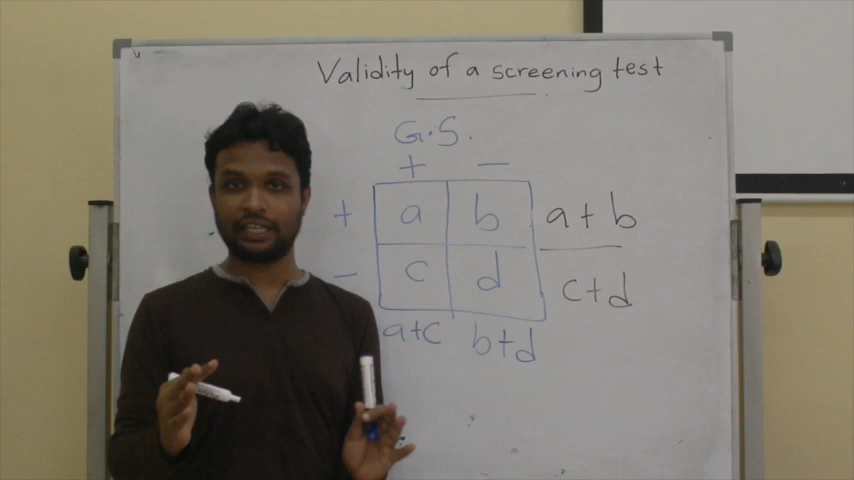 Validity of a screening test
G.S.
+ −
+ a b a+b
− c d c+d
a+c b+d